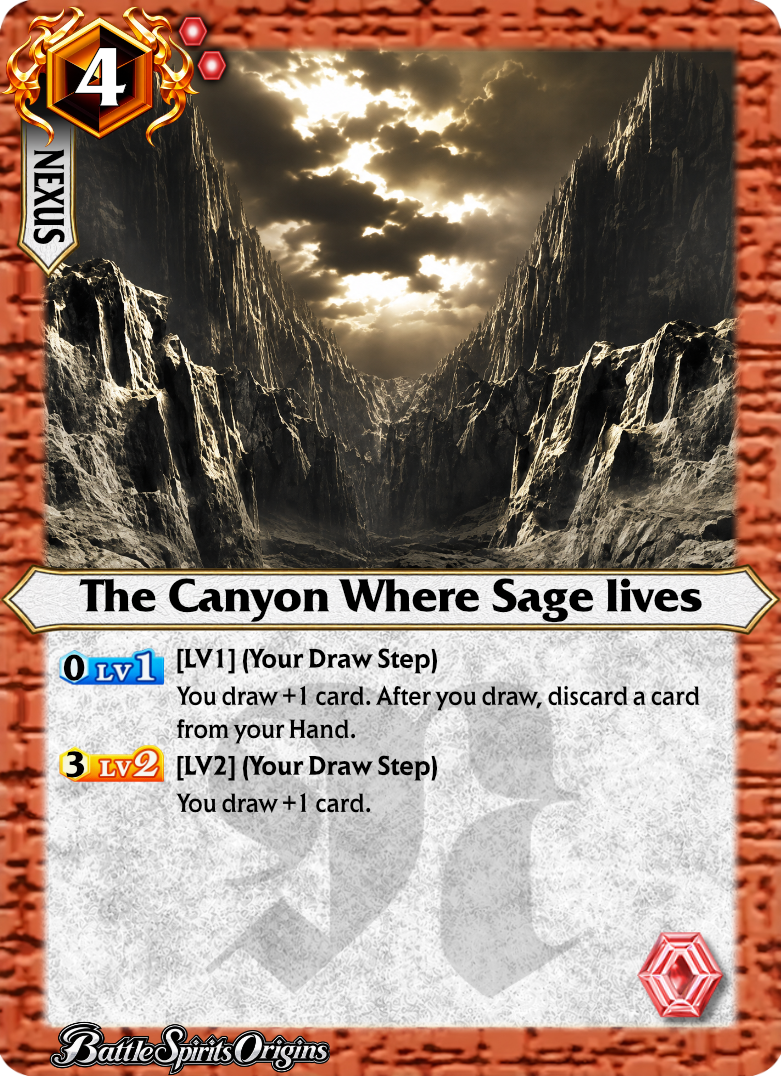 4
NEXUS
The Canyon Where Sage lives
0 LV1 [LV1] (Your Draw Step)
You draw +1 card. After you draw, discard a card
from your Hand.
3 LV2 [LV2] (Your Draw Step)
You draw +1 card.
Battle Spirits Origins